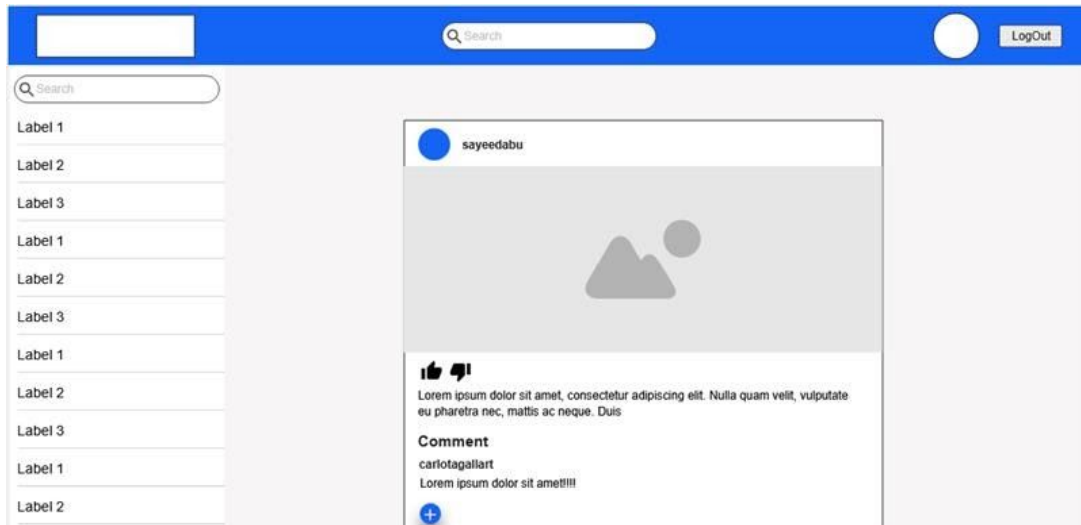 Search
LogOut
Search
Label 1
Label 2
Label 3
Label 1
Label 2
Label 3
Label 1
Label 2
Label 3
Label 1
Label 2
sayeedabu
Lorem ipsum dolor sit amet, consectetur adipiscing elit. Nulla quam velit, vulputate
eu pharetra nec, mattis ac neque. Duis
Comment
carlotagallart
Lorem ipsum dolor sit amet!!!!